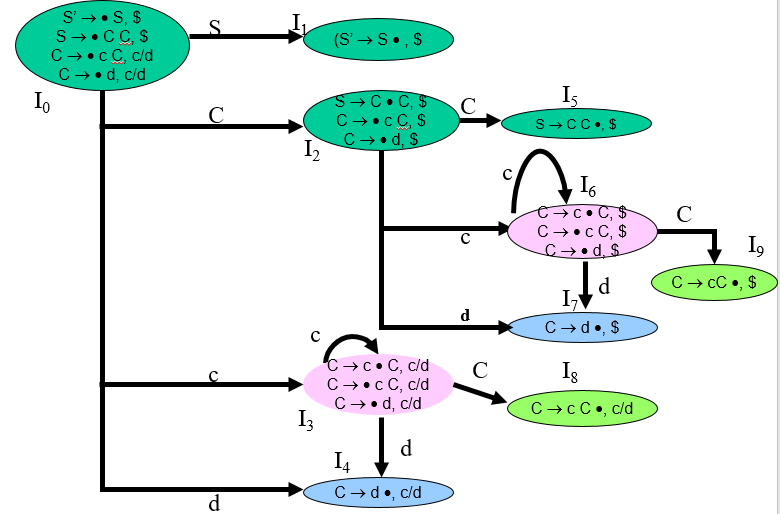 S' → • S, $
S → • C C, $
C → • c C, c/d
C → • d, c/d
I0
S
I1
(S' → S • , $
C
S → C • C, $
C → • c C, $
C → • d, $
I2
C
I5
S → C C •, $
c
I6
C → c • C, $
C → • c C, $
C → • d, $
c
C
I9
C → cC •, $
d
I7
d
C → d •, $
c
c
C → c • C, c/d
C → • c C, c/d
C → • d, c/d
I3
C
I8
C → c C •, c/d
d
I4
d
C → d •, c/d